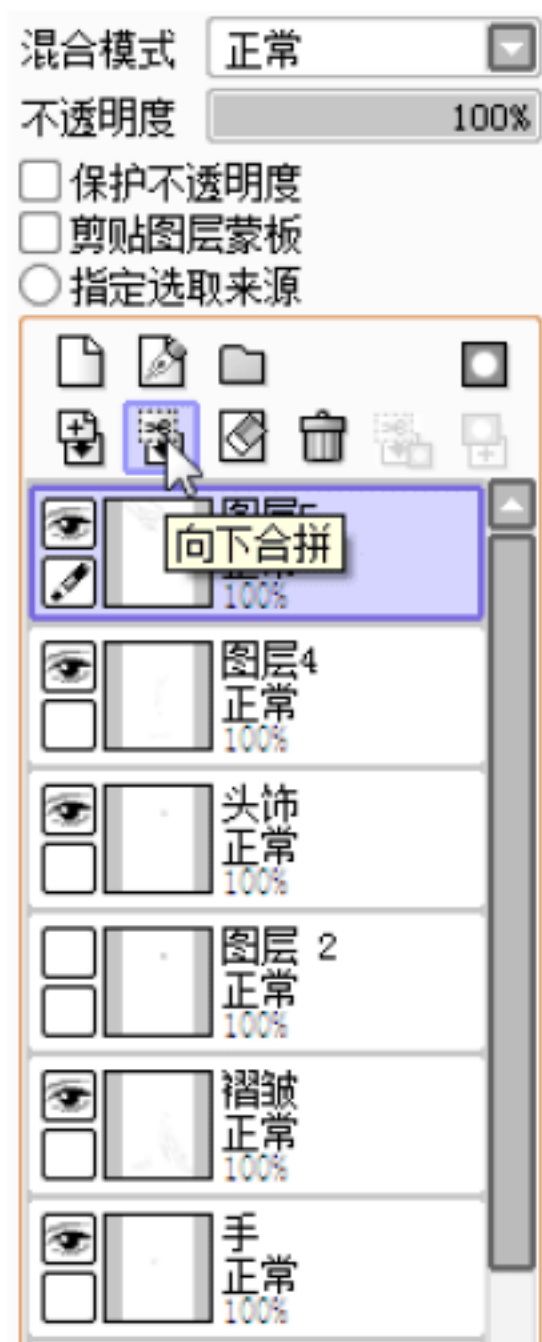 混合模式 正常
不透明度 100%
保护不透明度
剪贴图层蒙板
指定选取来源
向下合拼
100%
图层4
正常
100%
头饰
正常
100%
图层 2
正常
100%
褶皱
正常
100%
手
正常
100%